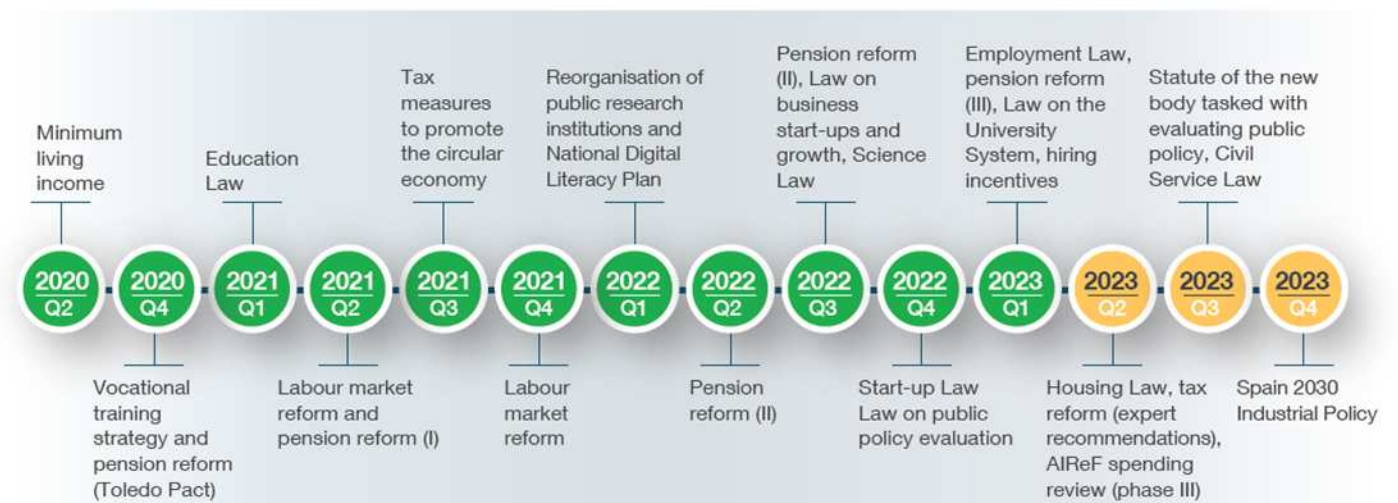 Minimum
living
income
Education
Law
Tax
measures
to promote
the circular
economy
Reorganisation of
public research
institutions and
National Digital
Literacy Plan
Pension reform
(II), Law on
business
start-ups and
growth, Science
Law
Employment Law,
pension reform
(III), Law on the
University
System, hiring
incentives
Statute of the new
body tasked with
evaluating public
policy, Civil
Service Law
2020
Q2
2020
Q4
2021
Q1
2021
Q2
2021
Q3
2021
Q4
2022
Q1
2022
Q2
2022
Q3
2022
Q4
2023
Q1
2023
Q2
2023
Q3
2023
Q4
Vocational
training
strategy and
pension reform
(Toledo Pact)
Labour market
reform and
pension reform (I)
Labour
market
reform
Pension
reform (II)
Start-up Law
Law on public
policy evaluation
Housing Law, tax
reform (expert
recommendations),
AIReF spending
review (phase III)
Spain 2030
Industrial Policy